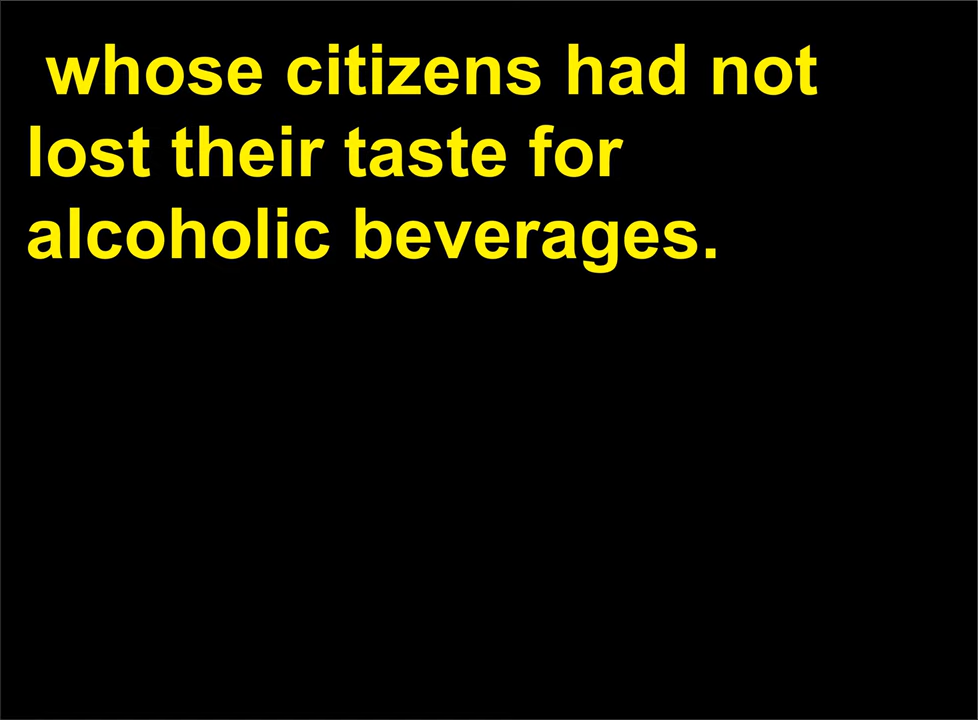 whose citizens had not
lost their taste for
alcoholic beverages.